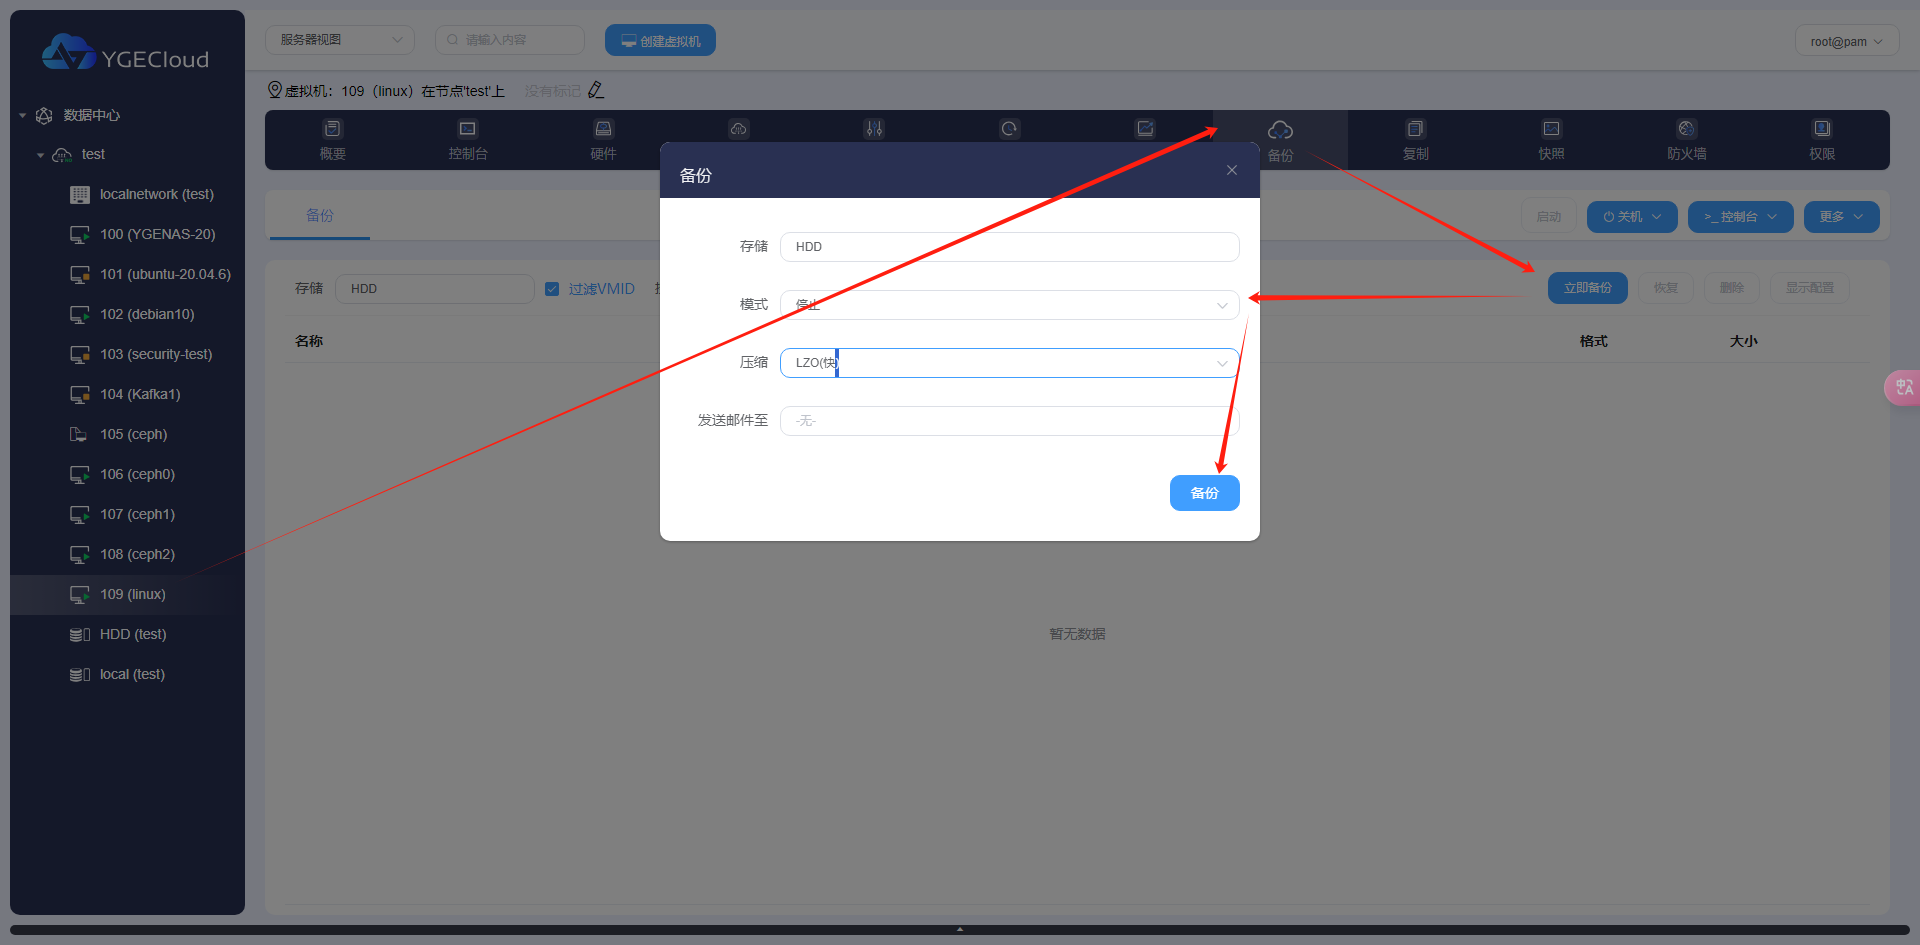 YGECloud
服务器视图
请输入内容
创建虚拟机
root@pam
虚拟机：109（linux）在节点'test'上
没有标记
数据中心
test
localnetwork (test)
100 (YGENAS-20)
101 (ubuntu-20.04.6)
102 (debian10)
103 (security-test)
104 (Kafka1)
105 (ceph)
106 (ceph0)
107 (ceph1)
108 (ceph2)
109 (linux)
HDD (test)
local (test)
概要
控制台
硬件
备份
复制
快照
防火墙
权限
备份
启动
关机
>_ 控制台
更多
存储
HDD
过滤VMID
立即备份
恢复
删除
显示配置
名称
格式
大小
暂无数据
备份
存储
HDD
模式
停止
压缩
LZO(快)
发送邮件至
-无-
备份
中
A